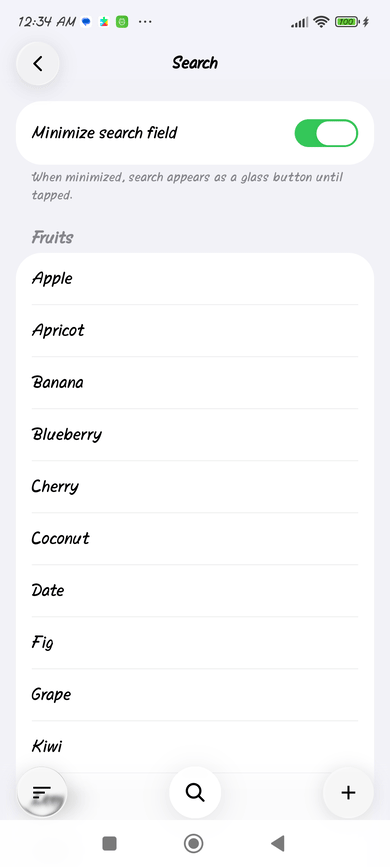 12:34 AM
100
Search
Minimize search field
When minimized, search appears as a glass button until
tapped.
Fruits
Apple
Apricot
Banana
Blueberry
Cherry
Coconut
Date
Fig
Grape
Kiwi